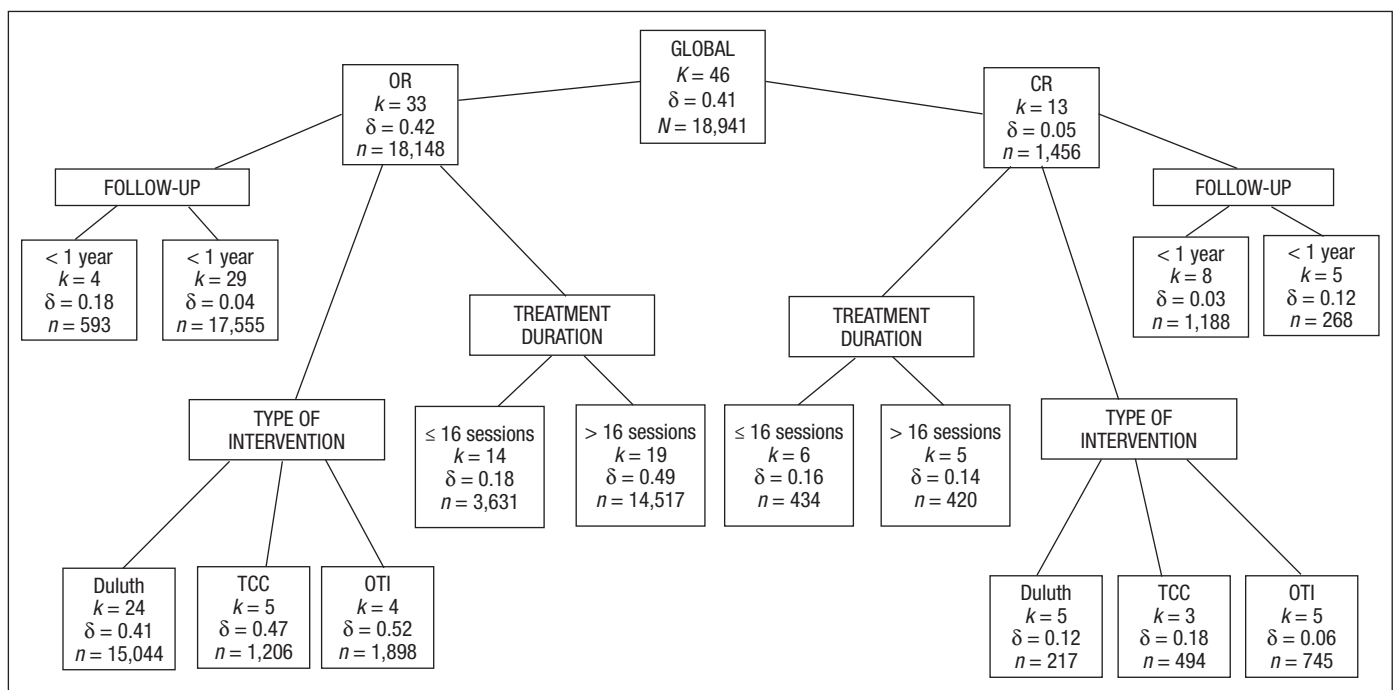 GLOBAL
K = 46
δ = 0.41
N = 18,941
OR
k = 33
δ = 0.42
n = 18,148
CR
k = 13
δ = 0.05
n = 1,456
FOLLOW-UP
< 1 year
k = 4
δ = 0.18
n = 593
< 1 year
k = 29
δ = 0.04
n = 17,555
TREATMENT
DURATION
≤ 16 sessions
k = 14
δ = 0.18
n = 3,631
> 16 sessions
k = 19
δ = 0.49
n = 14,517
TYPE OF
INTERVENTION
Duluth
k = 24
δ = 0.41
n = 15,044
TCC
k = 5
δ = 0.47
n = 1,206
OTI
k = 4
δ = 0.52
n = 1,898
FOLLOW-UP
< 1 year
k = 8
δ = 0.03
n = 1,188
< 1 year
k = 5
δ = 0.12
n = 268
TREATMENT
DURATION
≤ 16 sessions
k = 6
δ = 0.16
n = 434
> 16 sessions
k = 5
δ = 0.14
n = 420
TYPE OF
INTERVENTION
Duluth
k = 5
δ = 0.12
n = 217
TCC
k = 3
δ = 0.18
n = 494
OTI
k = 5
δ = 0.06
n = 745